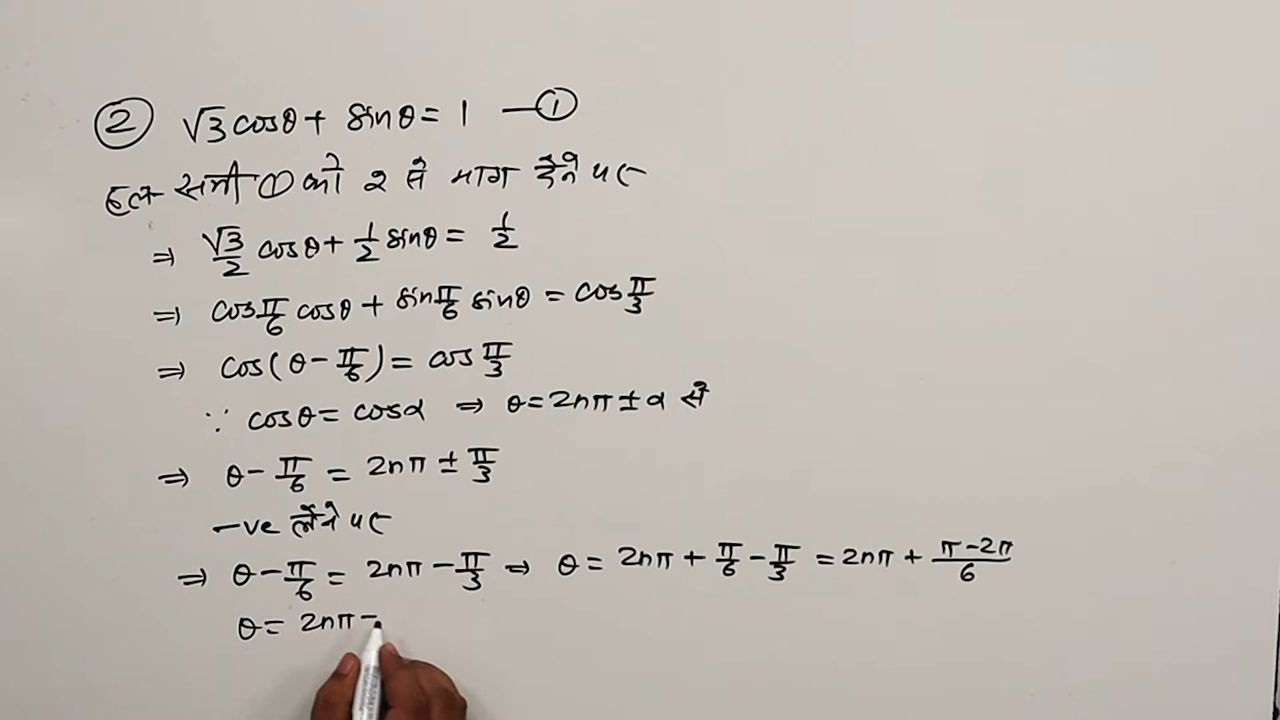 ② √3 cosθ + sinθ = 1 —①
हल समी ① को २ से भाग देने पर
⇒ √3/2 cosθ + 1/2 sinθ = 1/2
⇒ cos π/6 cosθ + sin π/6 sinθ = cos π/3
⇒ cos(θ - π/6) = cos π/3
∵ cosθ = cosα ⇒ θ = 2nπ ± α से
⇒ θ - π/6 = 2nπ ± π/3
-ve लेने पर
⇒ θ - π/6 = 2nπ - π/3 ⇒ θ = 2nπ + π/6 - π/3 = 2nπ + (π-2π)/6
θ = 2nπ -